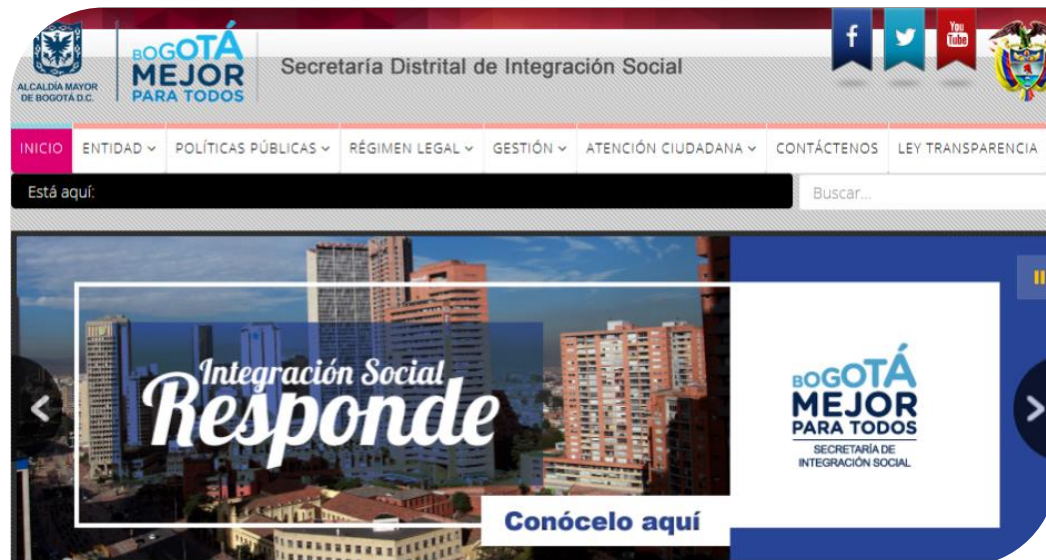 ALCALDÍA MAYOR
DE BOGOTÁ D.C.
BOGOTÁ
MEJOR
PARA TODOS
Secretaría Distrital de Integración Social
f
You
Tube
INICIO ENTIDAD POLÍTICAS PÚBLICAS RÉGIMEN LEGAL GESTIÓN ATENCIÓN CIUDADANA CONTÁCTENOS LEY TRANSPARENCIA
Está aquí:
Buscar...
Integración Social
Responde
BOGOTÁ
MEJOR
PARA TODOS
SECRETARÍA DE
INTEGRACIÓN SOCIAL
Conócelo aquí